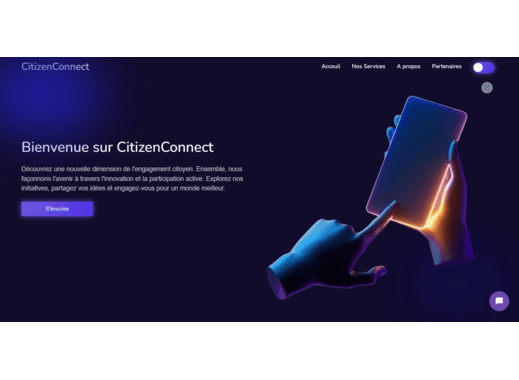 CitizenConnect
Acceuil
Nos Services
A propos
Partenaires
Bienvenue sur CitizenConnect
Découvrez une nouvelle dimension de l'engagement citoyen. Ensemble, nous
façonnons l'avenir à travers l'innovation et la participation active. Explorez nos
initiatives, partagez vos idées et engagez-vous pour un monde meilleur.
S'inscrire